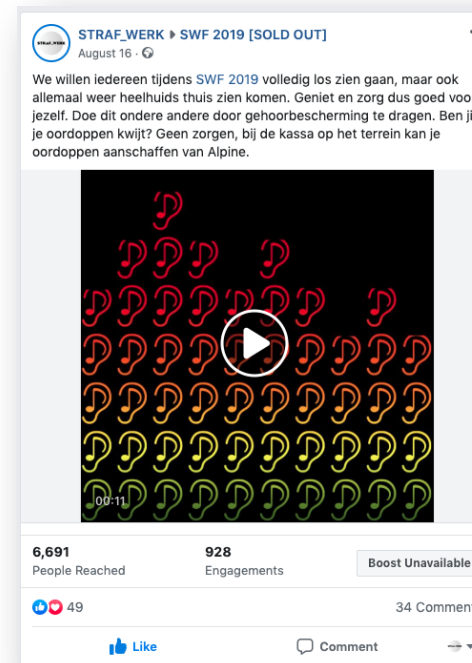 STRAF_WERK ▸ SWF 2019 [SOLD OUT]
August 16 ·
We willen iedereen tijdens SWF 2019 volledig los zien gaan, maar ook
allemaal weer heelhuids thuis zien komen. Geniet en zorg dus goed voo
jezelf. Doe dit ondere andere door gehoorbescherming te dragen. Ben ji
je oordoppen kwijt? Geen zorgen, bij de kassa op het terrein kan je
oordoppen aanschaffen van Alpine.
00:11
6,691 928
People Reached Engagements Boost Unavailable
49 34 Commen
Like Comment